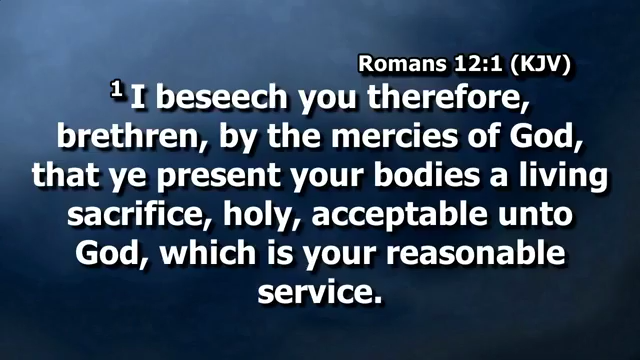 Romans 12:1 (KJV)
1 I beseech you therefore,
brethren, by the mercies of God,
that ye present your bodies a living
sacrifice, holy, acceptable unto
God, which is your reasonable
service.